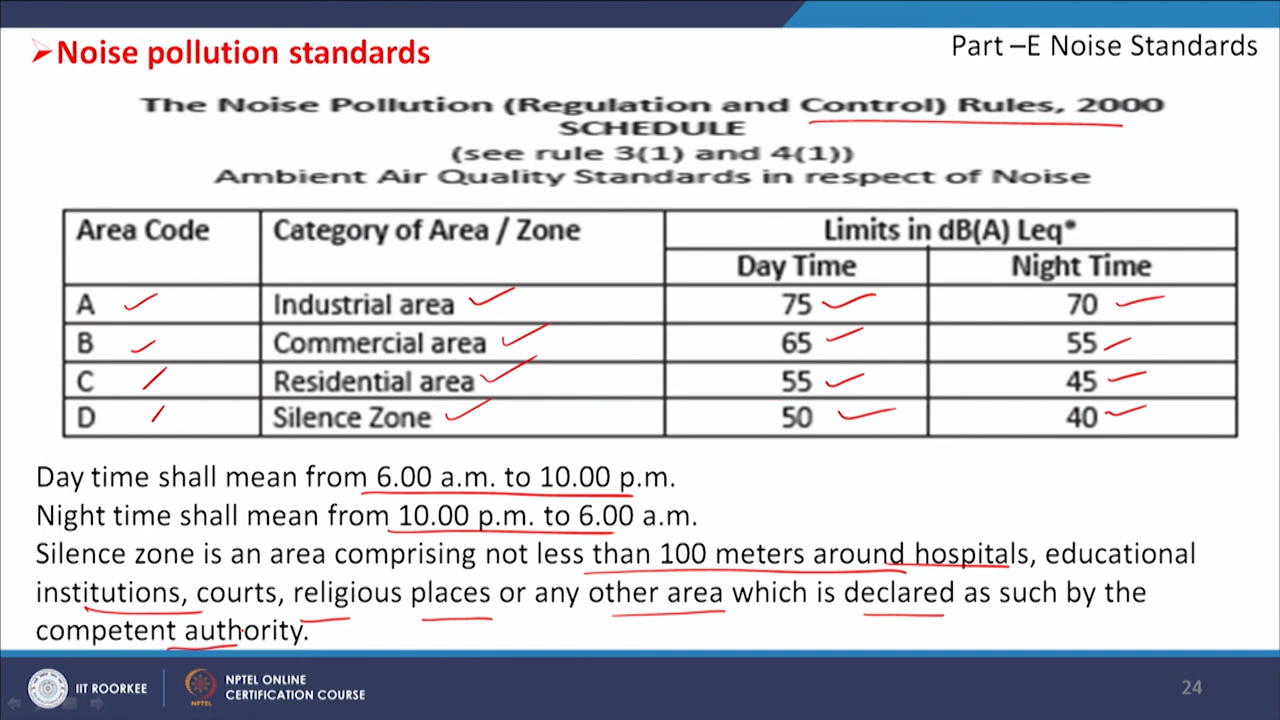 Noise pollution standards
Part –E Noise Standards
The Noise Pollution (Regulation and Control) Rules, 2000
SCHEDULE
(see rule 3(1) and 4(1))
Ambient Air Quality Standards in respect of Noise
Area Code Category of Area / Zone Limits in dB(A) Leq*
Day Time Night Time
A Industrial area 75 70
B Commercial area 65 55
C Residential area 55 45
D Silence Zone 50 40
Day time shall mean from 6.00 a.m. to 10.00 p.m.
Night time shall mean from 10.00 p.m. to 6.00 a.m.
Silence zone is an area comprising not less than 100 meters around hospitals, educational
institutions, courts, religious places or any other area which is declared as such by the
competent authority.
IIT ROORKEE
NPTEL ONLINE
CERTIFICATION COURSE
NPTEL
24